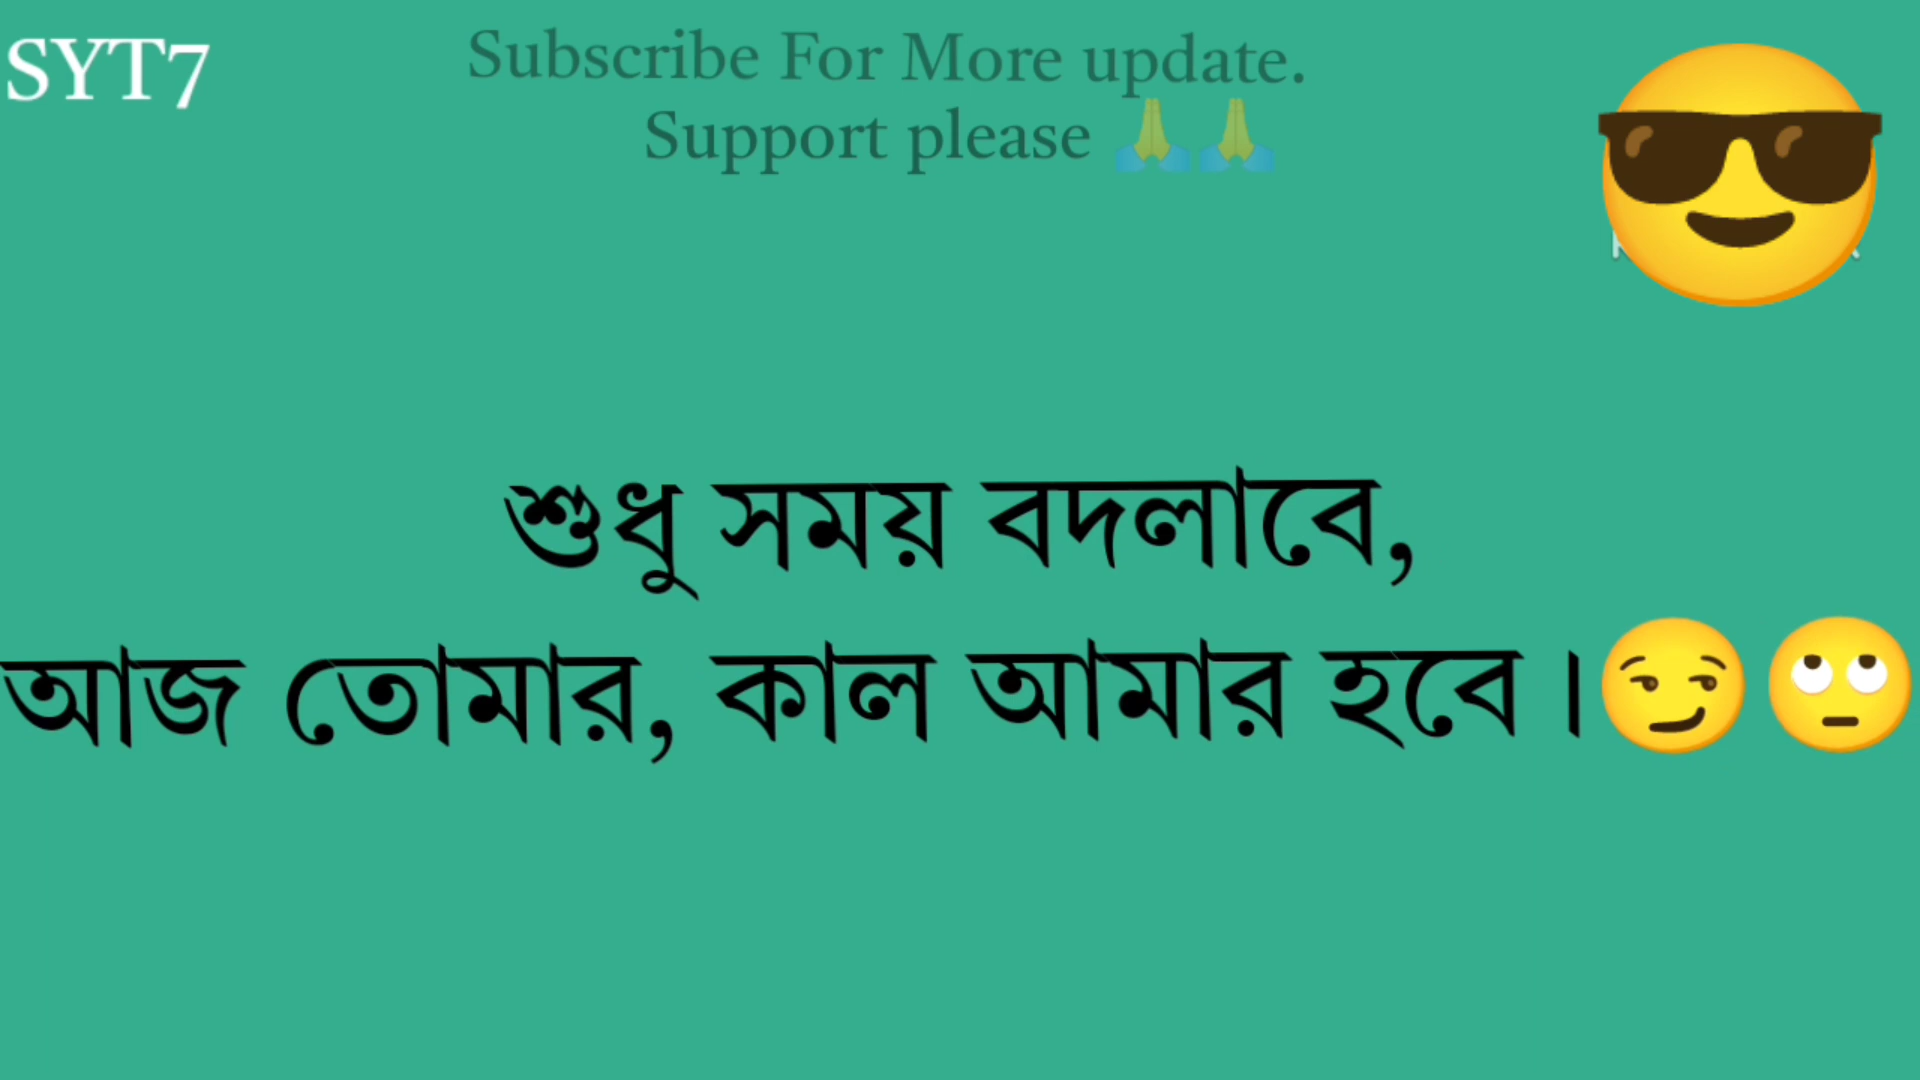 SYT7
Subscribe For More update.
Support please 🙏🙏
শুধু সময় বদলাবে,
আজ তোমার, কাল আমার হবে।😏🙄